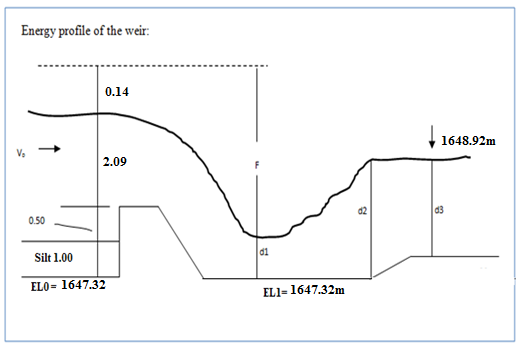 Energy profile of the weir:
0.14
1648.92m
Vo
2.09
F
0.50
d2
d3
d1
Silt 1.00
EL0= 1647.32
EL1= 1647.32m